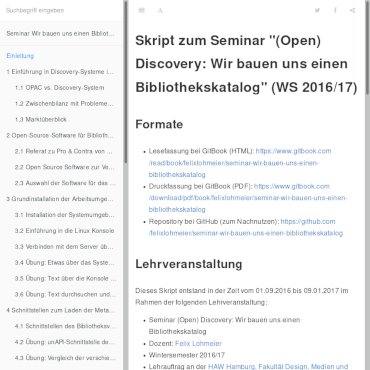 Suchbegriff eingeben
Seminar Wir bauen uns einen Bibliot...
Einleitung
1 Einführung in Discovery-Systeme i...
1.1 OPAC vs. Discovery-System
1.2 Zwischenbilanz mit Probleme...
1.3 Marktüberblick
2 Open-Source-Software für Biblioth...
2.1 Referat zu Pro & Contra von ...
2.2 Open Source Software zur Ve...
2.3 Auswahl der Software für das ...
3 Grundinstallation der Arbeitsumge...
3.1 Installation der Systemumgeb...
3.2 Einführung in die Linux Konsole
3.3 Verbinden mit dem Server übe...
3.4 Übung: Etwas über das Syste...
3.5 Übung: Text über die Konsole ...
3.6 Übung: Text durchsuchen und...
4 Schnittstellen zum Laden der Meta...
4.1 Schnittstellen des Bibliotheksv...
4.2 Übung: unAPI-Schnittstelle de...
4.3 Übung: Vergleich der verschie...
A
Skript zum Seminar "(Open)
Discovery: Wir bauen uns einen
Bibliothekskatalog" (WS 2016/17)
Formate
• Lesefassung bei GitBook (HTML): https://www.gitbook.com
/read/book/felixlohmeier/seminar-wir-bauen-uns-einen-
bibliothekskatalog
• Druckfassung bei GitBook (PDF): https://www.gitbook.com
/download/pdf/book/felixlohmeier/seminar-wir-bauen-uns-
einen-bibliothekskatalog
• Repository bei GitHub (zum Nachnutzen): https://github.com
/felixlohmeier/seminar-wir-bauen-uns-einen-bibliothekskatalog
Lehrveranstaltung
Dieses Skript entstand in der Zeit vom 01.09.2016 bis 09.01.2017 im
Rahmen der folgenden Lehrveranstaltung:
• Seminar (Open) Discovery: Wir bauen uns einen
Bibliothekskatalog
• Dozent: Felix Lohmeier
• Wintersemester 2016/17
• Lehrauftrag an der HAW Hamburg, Fakultät Design, Medien und